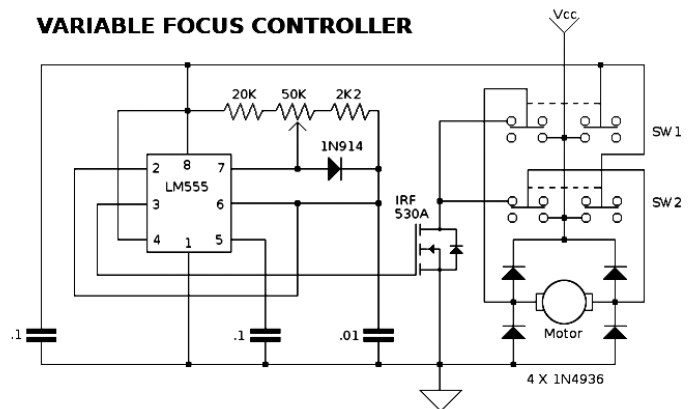 VARIABLE FOCUS CONTROLLER
Vcc
20K 50K 2K2
1N914
SW1
2 8 7
LM555
3 6
IRF
530A
SW2
4 1 5
.1 .1 .01
Motor
4 X 1N4936